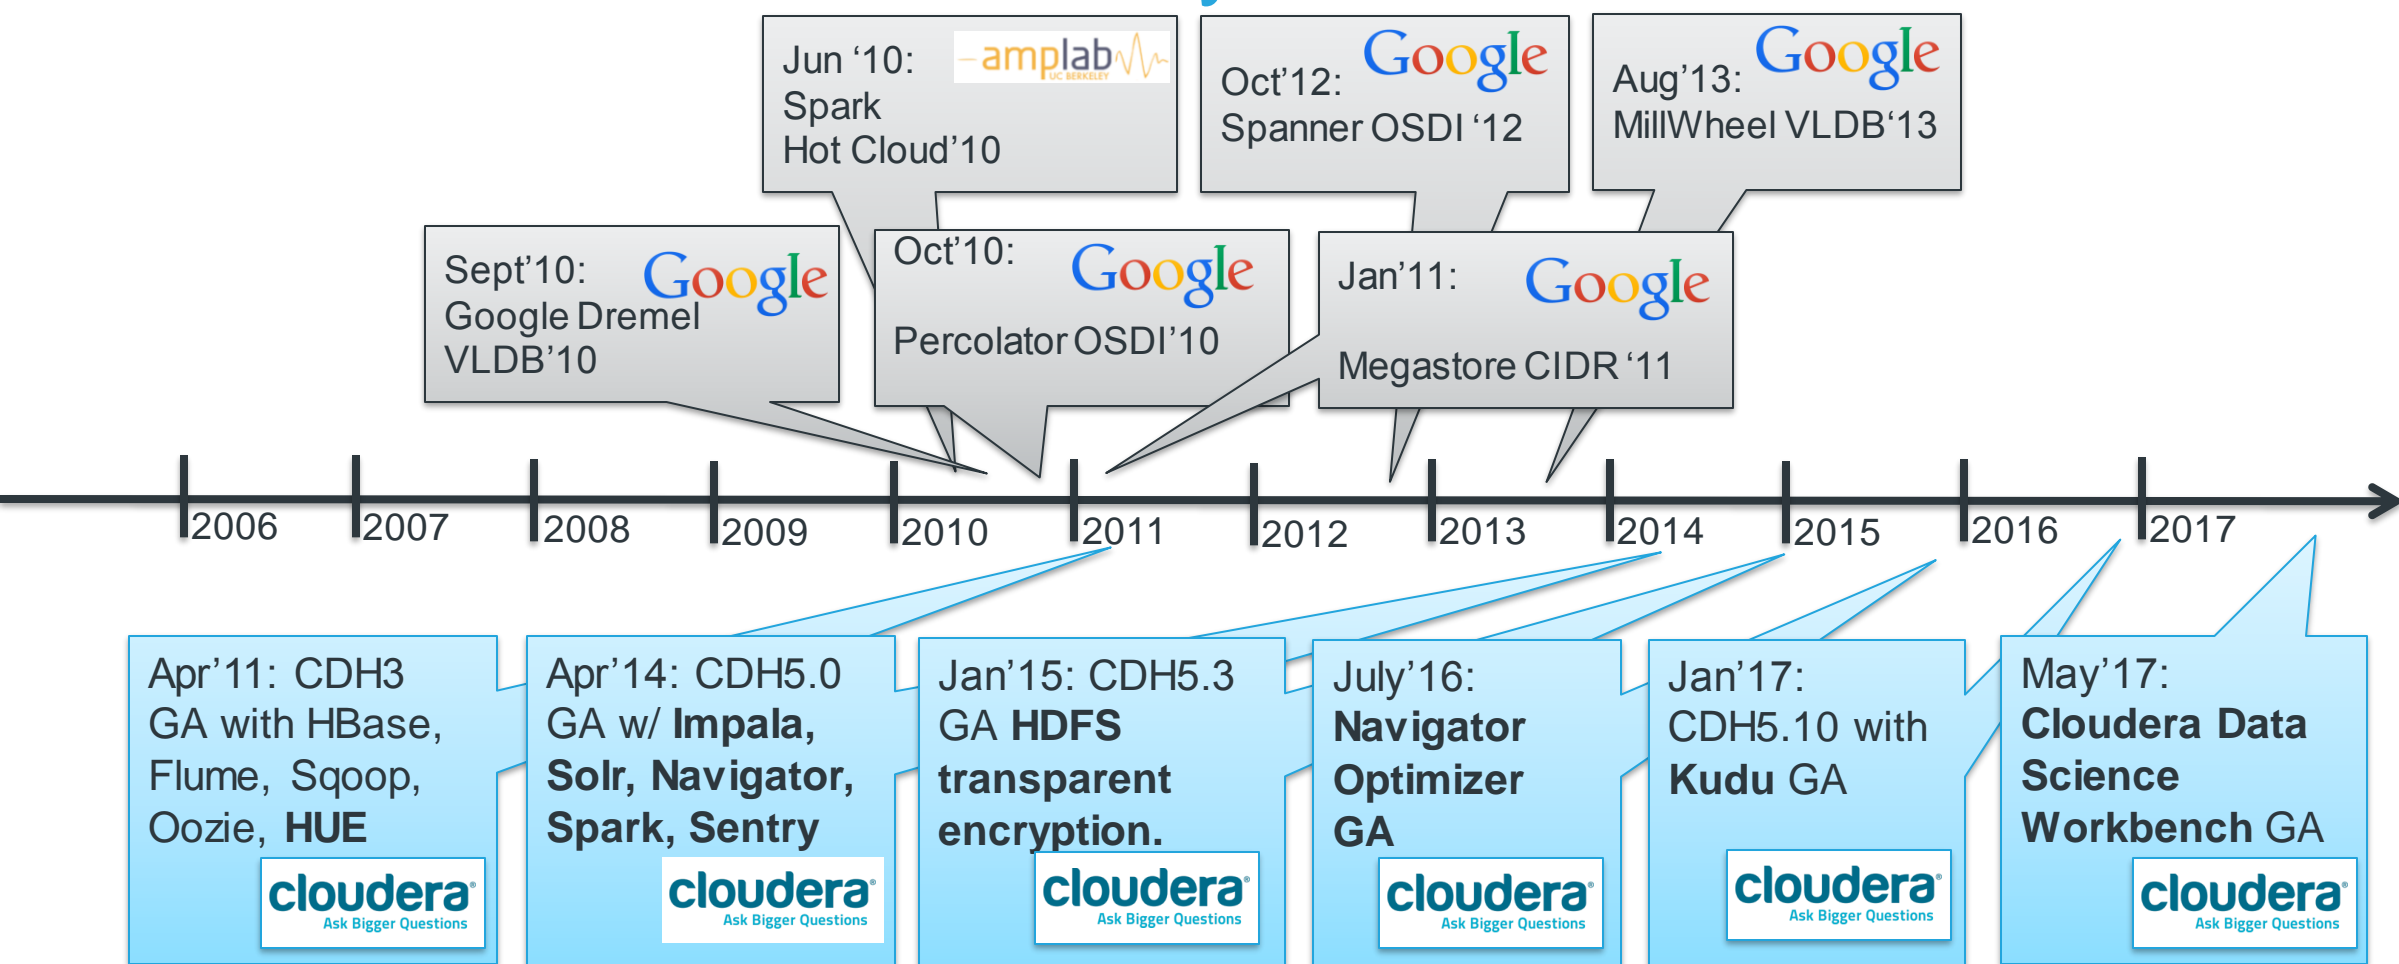 Jun ‘10:
Spark
Hot Cloud’10
amplab
UC BERKELEY
Oct’12:
Google
Spanner OSDI ‘12
Aug’13:
Google
MillWheel VLDB‘13
Sept’10:
Google
Google Dremel
VLDB’10
Oct’10:
Google
Percolator OSDI’10
Jan’11:
Google
Megastore CIDR ‘11
2006
2007
2008
2009
2010
2011
2012
2013
2014
2015
2016
2017
Apr’11: CDH3
GA with HBase,
Flume, Sqoop,
Oozie, HUE
cloudera®
Ask Bigger Questions
Apr’14: CDH5.0
GA w/ Impala,
Solr, Navigator,
Spark, Sentry
cloudera®
Ask Bigger Questions
Jan’15: CDH5.3
GA HDFS
transparent
encryption.
cloudera®
Ask Bigger Questions
July’16:
Navigator
Optimizer
GA
cloudera®
Ask Bigger Questions
Jan’17:
CDH5.10 with
Kudu GA
cloudera®
Ask Bigger Questions
May’17:
Cloudera Data
Science
Workbench GA
cloudera®
Ask Bigger Questions